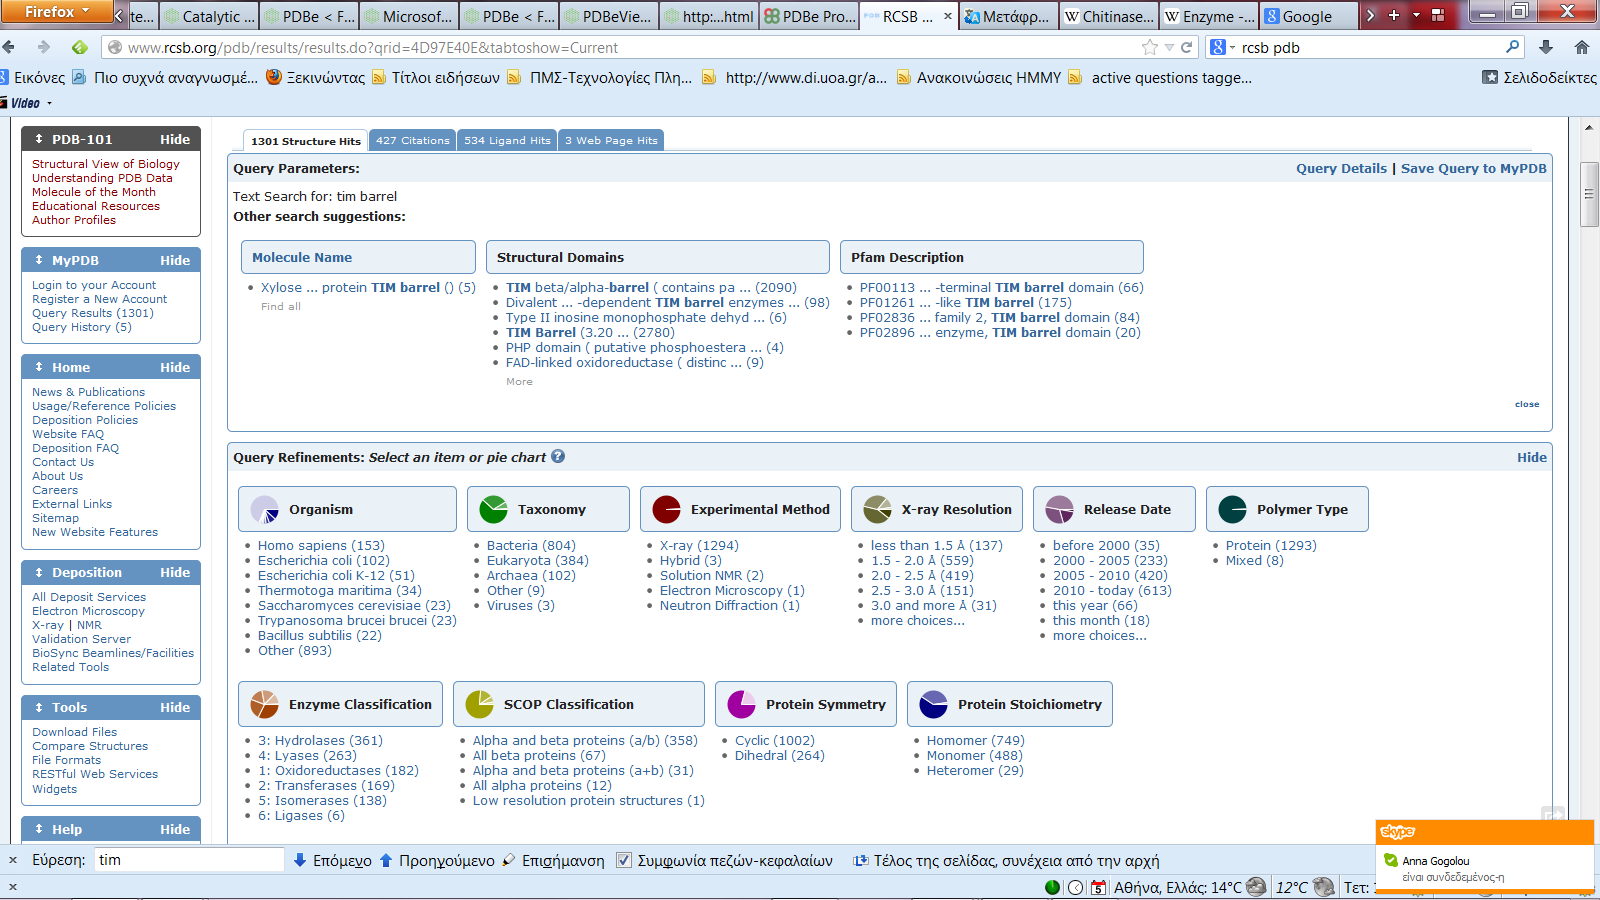 Firefox
te...
Catalytic ...
PDBe < F...
Microsof...
PDBe < F...
PDBeVie...
http:...html
PDBe Pro...
RCSB ...
Μετάφρ...
Chitinase...
Enzyme -...
Google
www.rcsb.org/pdb/results/results.do?qrid=4D97E40E&tabtoshow=Current
rcsb pdb
Εικόνες
Πιο συχνά αναγνωσμέ...
Ξεκινώντας
Τίτλοι ειδήσεων
ΠΜΣ-Τεχνολογίες Πλη...
http://www.di.uoa.gr/a...
Ανακοινώσεις ΗΜΜΥ
active questions tagge...
Σελιδοδείκτες
Video
PDB-101 Hide
Structural View of Biology
Understanding PDB Data
Molecule of the Month
Educational Resources
Author Profiles
MyPDB Hide
Login to your Account
Register a New Account
Query Results (1301)
Query History (5)
Home Hide
News & Publications
Usage/Reference Policies
Deposition Policies
Website FAQ
Deposition FAQ
Contact Us
About Us
Careers
External Links
Sitemap
New Website Features
Deposition Hide
All Deposit Services
Electron Microscopy
X-ray | NMR
Validation Server
BioSync Beamlines/Facilities
Related Tools
Tools Hide
Download Files
Compare Structures
File Formats
RESTful Web Services
Widgets
Help Hide
1301 Structure Hits
427 Citations
534 Ligand Hits
3 Web Page Hits
Query Parameters:
Query Details | Save Query to MyPDB
Text Search for: tim barrel
Other search suggestions:
Molecule Name
Xylose ... protein TIM barrel () (5)
Find all
Structural Domains
TIM beta/alpha-barrel ( contains pa ... (2090)
Divalent ... -dependent TIM barrel enzymes ... (98)
Type II inosine monophosphate dehyd ... (6)
TIM Barrel (3.20 ... (2780)
PHP domain ( putative phosphoestera ... (4)
FAD-linked oxidoreductase ( distinc ... (9)
More
Pfam Description
PF00113 ... -terminal TIM barrel domain (66)
PF01261 ... -like TIM barrel (175)
PF02836 ... family 2, TIM barrel domain (84)
PF02896 ... enzyme, TIM barrel domain (20)
close
Query Refinements: Select an item or pie chart ?
Hide
Organism
Homo sapiens (153)
Escherichia coli (102)
Escherichia coli K-12 (51)
Thermotoga maritima (34)
Saccharomyces cerevisiae (23)
Trypanosoma brucei brucei (23)
Bacillus subtilis (22)
Other (893)
Taxonomy
Bacteria (804)
Eukaryota (384)
Archaea (102)
Other (9)
Viruses (3)
Experimental Method
X-ray (1294)
Hybrid (3)
Solution NMR (2)
Electron Microscopy (1)
Neutron Diffraction (1)
X-ray Resolution
less than 1.5 Å (137)
1.5 - 2.0 Å (559)
2.0 - 2.5 Å (419)
2.5 - 3.0 Å (151)
3.0 and more Å (31)
more choices...
Release Date
before 2000 (35)
2000 - 2005 (233)
2005 - 2010 (420)
2010 - today (613)
this year (66)
this month (18)
more choices...
Polymer Type
Protein (1293)
Mixed (8)
Enzyme Classification
3: Hydrolases (361)
4: Lyases (263)
1: Oxidoreductases (182)
2: Transferases (169)
5: Isomerases (138)
6: Ligases (6)
SCOP Classification
Alpha and beta proteins (a/b) (358)
All beta proteins (67)
Alpha and beta proteins (a+b) (31)
All alpha proteins (12)
Low resolution protein structures (1)
Protein Symmetry
Cyclic (1002)
Dihedral (264)
Protein Stoichiometry
Homomer (749)
Monomer (488)
Heteromer (29)
skype
Anna Gogolou
είναι συνδεδεμένος-η
Εύρεση: tim
Επόμενο
Προηγούμενο
Επισήμανση
Συμφωνία πεζών-κεφαλαίων
Τέλος της σελίδας, συνέχεια από την αρχή
Αθήνα, Ελλάς: 14°C
12°C
Τετ: